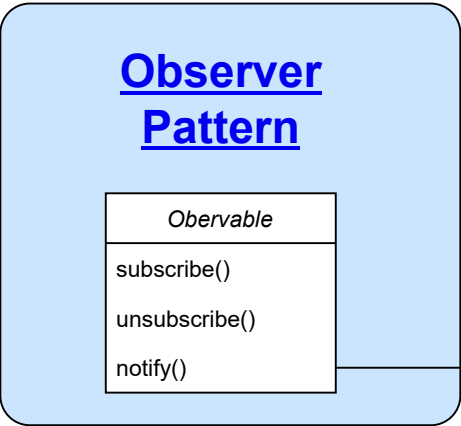 Observer
Pattern
Obervable
subscribe()
unsubscribe()
notify()